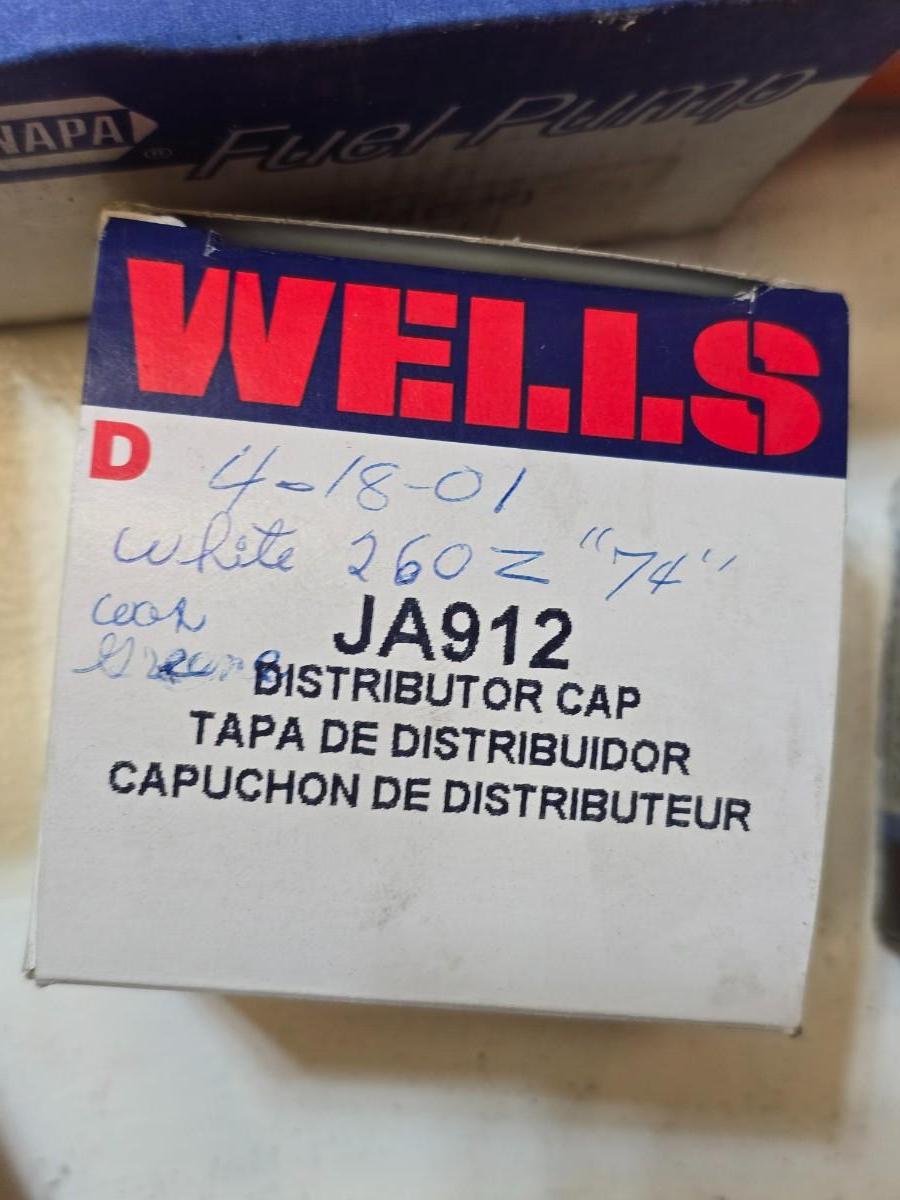 NAPA ® Fuel Pump
WELLS
D 4-18-01
White 260Z "74"
JA912
DISTRIBUTOR CAP
TAPA DE DISTRIBUIDOR
CAPUCHON DE DISTRIBUTEUR